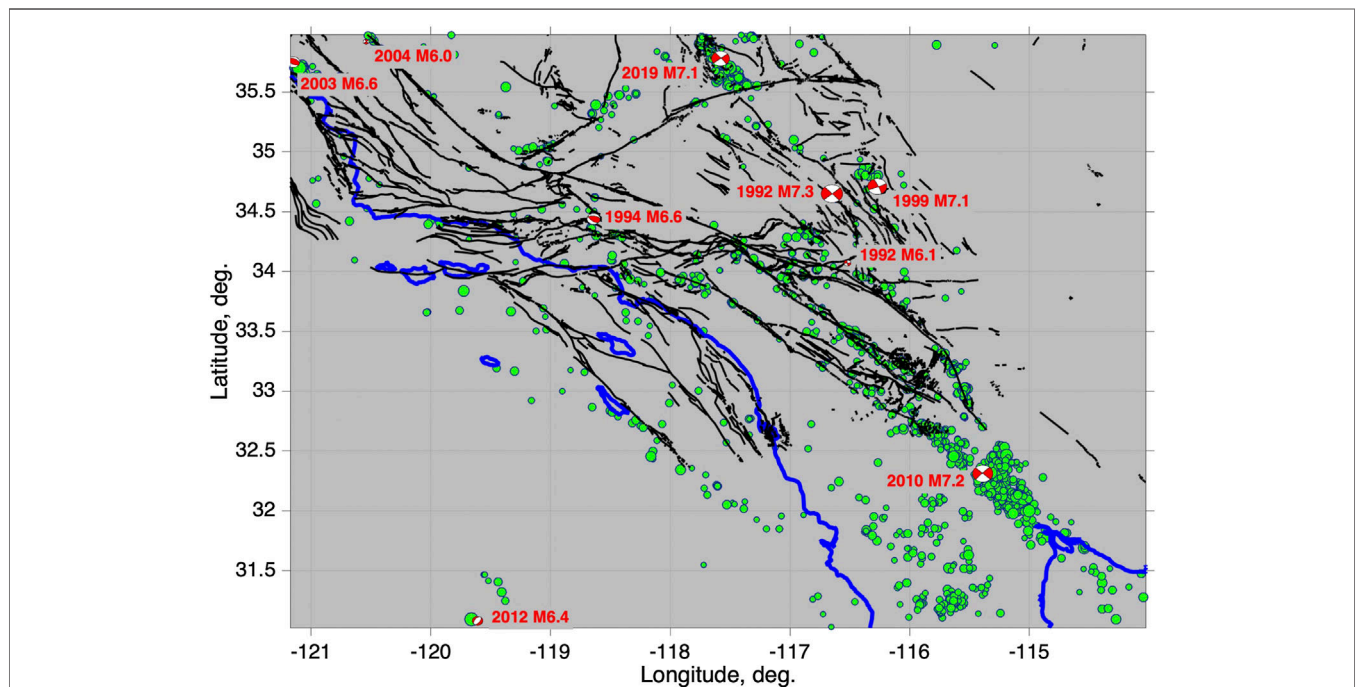 2004 M6.0
2019 M7.1
2003 M6.6
35.5
35
1992 M7.3
1999 M7.1
34.5
1994 M6.6
1992 M6.1
34
33.5
33
32.5
2010 M7.2
32
31.5
2012 M6.4
Latitude, deg.
-121
-120
-119
-118
-117
-116
-115
Longitude, deg.